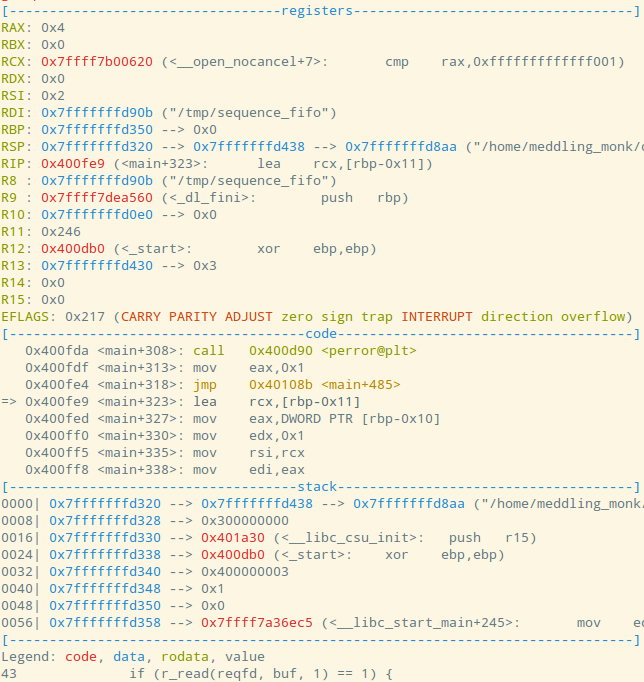 [----------------------------------registers-----------------------------------]
RAX: 0x4
RBX: 0x0
RCX: 0x7ffff7b00620 (<__open_nocancel+7>:       cmp    rax,0xfffffffffffff001)
RDX: 0x0
RSI: 0x2
RDI: 0x7fffffffd90b ("/tmp/sequence_fifo")
RBP: 0x7fffffffd350 --> 0x0
RSP: 0x7fffffffd320 --> 0x7fffffffd438 --> 0x7fffffffd8aa ("/home/meddling_monk/
RIP: 0x400fe9 (<main+323>:      lea    rcx,[rbp-0x11])
R8 : 0x7fffffffd90b ("/tmp/sequence_fifo")
R9 : 0x7ffff7dea560 (<_dl_fini>:        push   rbp)
R10: 0x7fffffffd0e0 --> 0x0
R11: 0x246
R12: 0x400db0 (<_start>:        xor    ebp,ebp)
R13: 0x7fffffffd430 --> 0x3
R14: 0x0
R15: 0x0
EFLAGS: 0x217 (CARRY PARITY ADJUST zero sign trap INTERRUPT direction overflow)
[-------------------------------------code-------------------------------------]
   0x400fda <main+308>: call   0x400d90 <perror@plt>
   0x400fdf <main+313>: mov    eax,0x1
   0x400fe4 <main+318>: jmp    0x40108b <main+485>
=> 0x400fe9 <main+323>: lea    rcx,[rbp-0x11]
   0x400fed <main+327>: mov    eax,DWORD PTR [rbp-0x10]
   0x400ff0 <main+330>: mov    edx,0x1
   0x400ff5 <main+335>: mov    rsi,rcx
   0x400ff8 <main+338>: mov    edi,eax
[------------------------------------stack-------------------------------------]
0000| 0x7fffffffd320 --> 0x7fffffffd438 --> 0x7fffffffd8aa ("/home/meddling_monk/
0008| 0x7fffffffd328 --> 0x300000000
0016| 0x7fffffffd330 --> 0x401a30 (<__libc_csu_init>:   push   r15)
0024| 0x7fffffffd338 --> 0x400db0 (<_start>:    xor    ebp,ebp)
0032| 0x7fffffffd340 --> 0x400000003
0040| 0x7fffffffd348 --> 0x1
0048| 0x7fffffffd350 --> 0x0
0056| 0x7fffffffd358 --> 0x7ffff7a36ec5 (<__libc_start_main+245>:       mov
[------------------------------------------------------------------------------]
Legend: code, data, rodata, value
43              if (r_read(reqfd, buf, 1) == 1) {